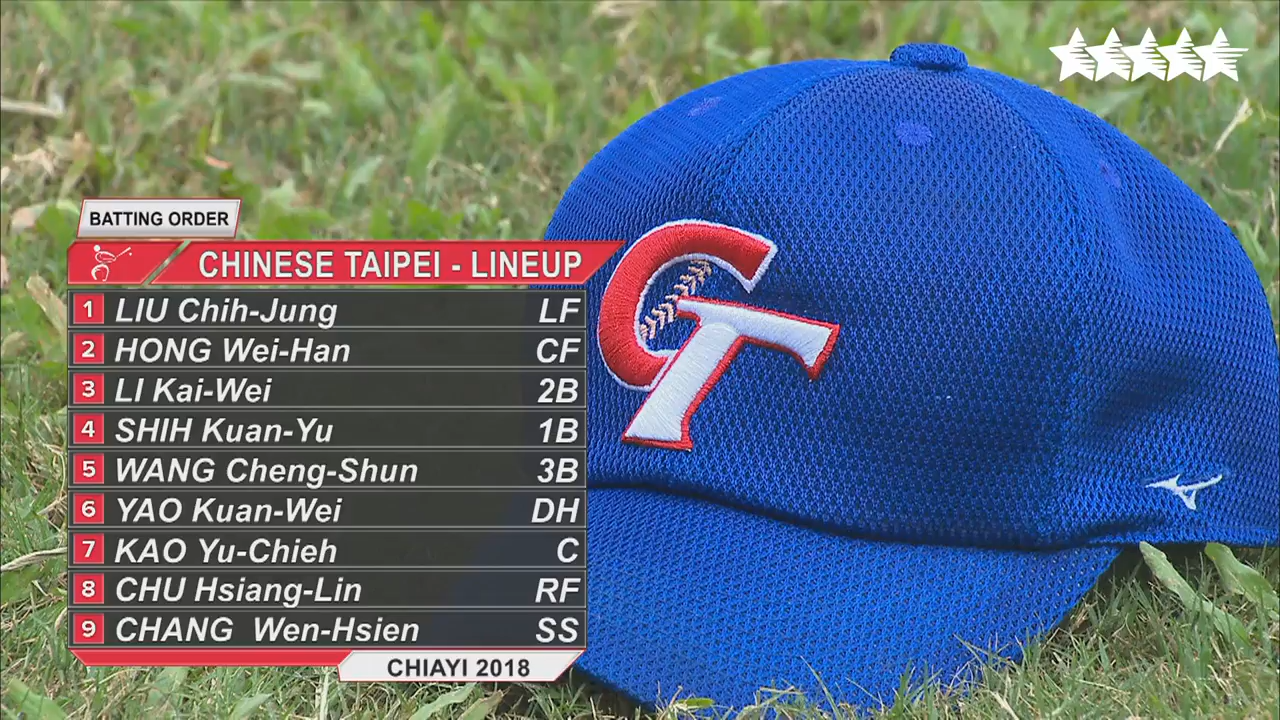 BATTING ORDER
CHINESE TAIPEI - LINEUP
1 LIU Chih-Jung LF
2 HONG Wei-Han CF
3 LI Kai-Wei 2B
4 SHIH Kuan-Yu 1B
5 WANG Cheng-Shun 3B
6 YAO Kuan-Wei DH
7 KAO Yu-Chieh C
8 CHU Hsiang-Lin RF
9 CHANG Wen-Hsien SS
CHIAYI 2018
CT